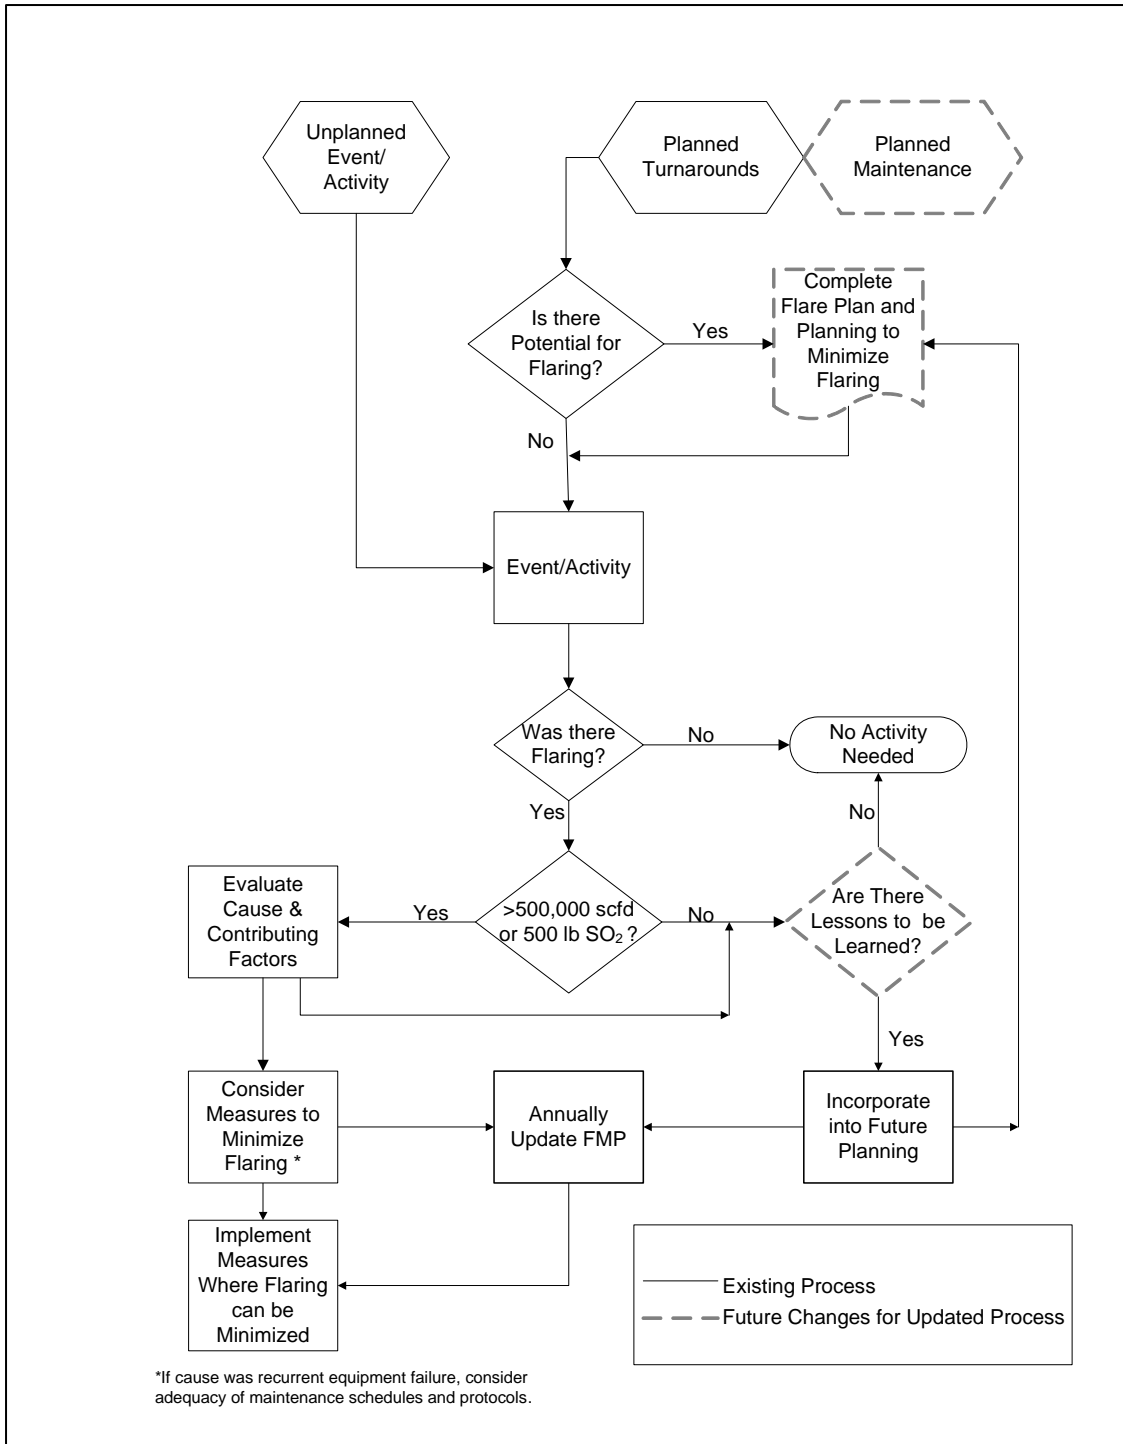 Unplanned
Event/
Activity
Planned
Turnarounds
Planned
Maintenance
Is there
Potential for
Flaring?
Yes
Complete
Flare Plan and
Planning to
Minimize
Flaring
No
Event/Activity
Was there
Flaring?
No
No Activity
Needed
Yes
No
Evaluate
Cause &
Contributing
Factors
Yes
>500,000 scfd
or 500 lb SO₂ ?
No
Are There
Lessons to be
Learned?
Yes
Consider
Measures to
Minimize
Flaring *
Annually
Update FMP
Incorporate
into Future
Planning
Implement
Measures
Where Flaring
can be
Minimized
Existing Process
Future Changes for Updated Process
*If cause was recurrent equipment failure, consider
adequacy of maintenance schedules and protocols.